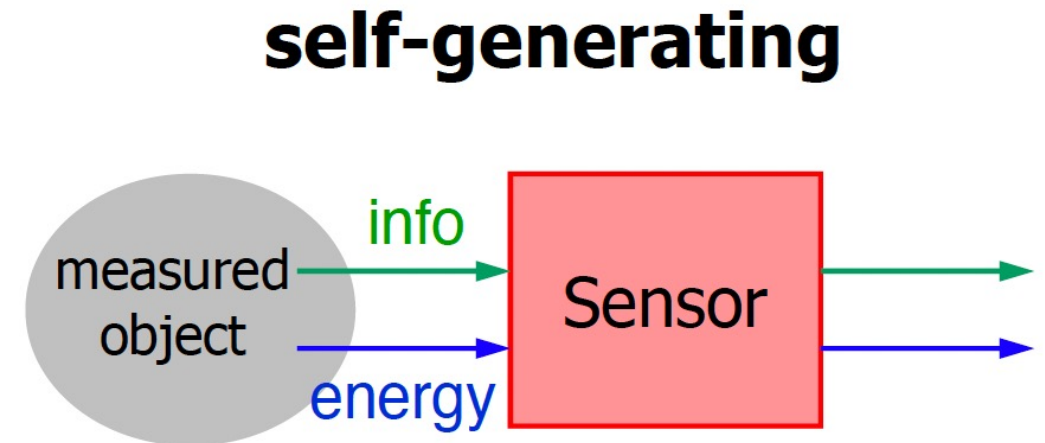 self-generating
info
measured
object
Sensor
energy